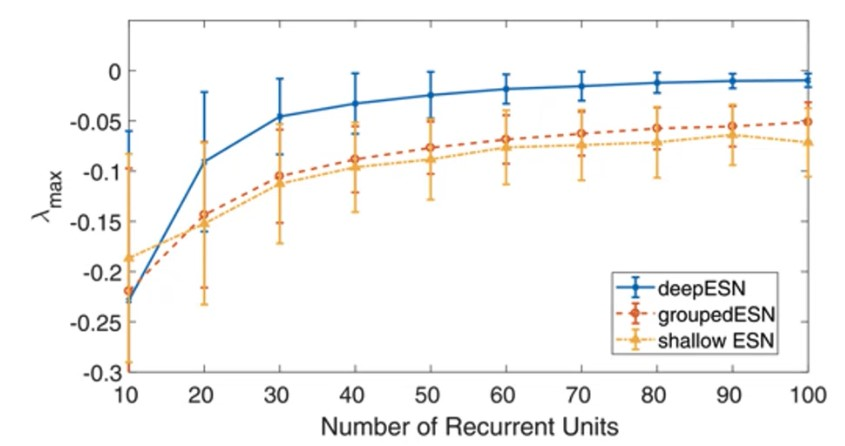 0
-0.05
-0.1
-0.15
-0.2
-0.25
-0.3
λmax
10 20 30 40 50 60 70 80 90 100
Number of Recurrent Units
deepESN
groupedESN
shallow ESN